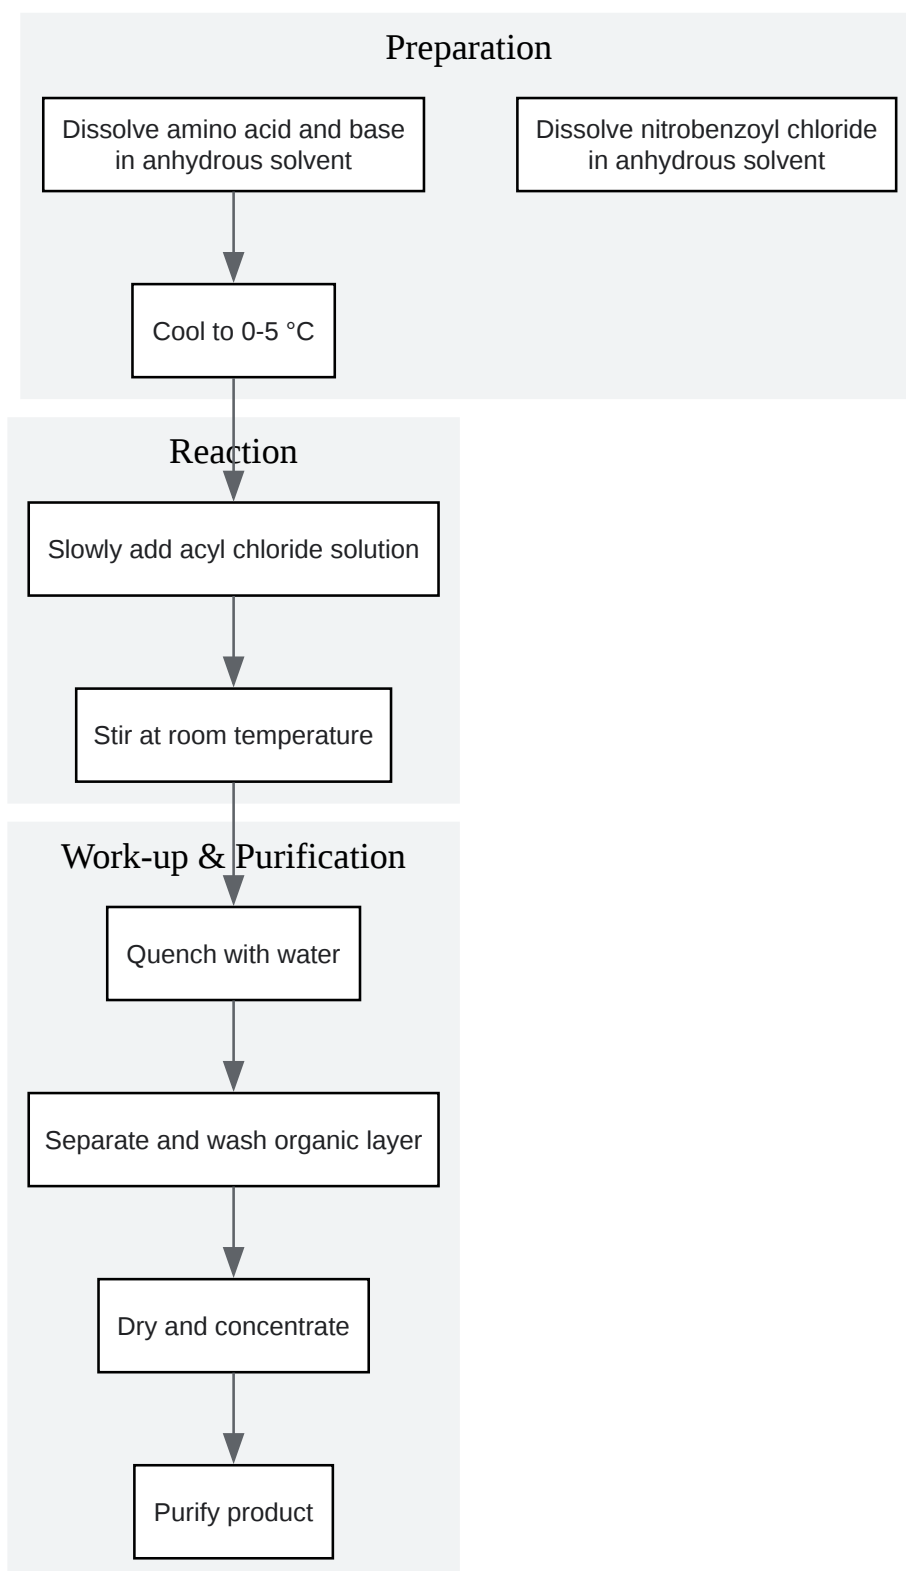 Preparation
Dissolve amino acid and base
in anhydrous solvent
Dissolve nitrobenzoyl chloride
in anhydrous solvent
Cool to 0-5 °C
Reaction
Slowly add acyl chloride solution
Stir at room temperature
Work-up & Purification
Quench with water
Separate and wash organic layer
Dry and concentrate
Purify product